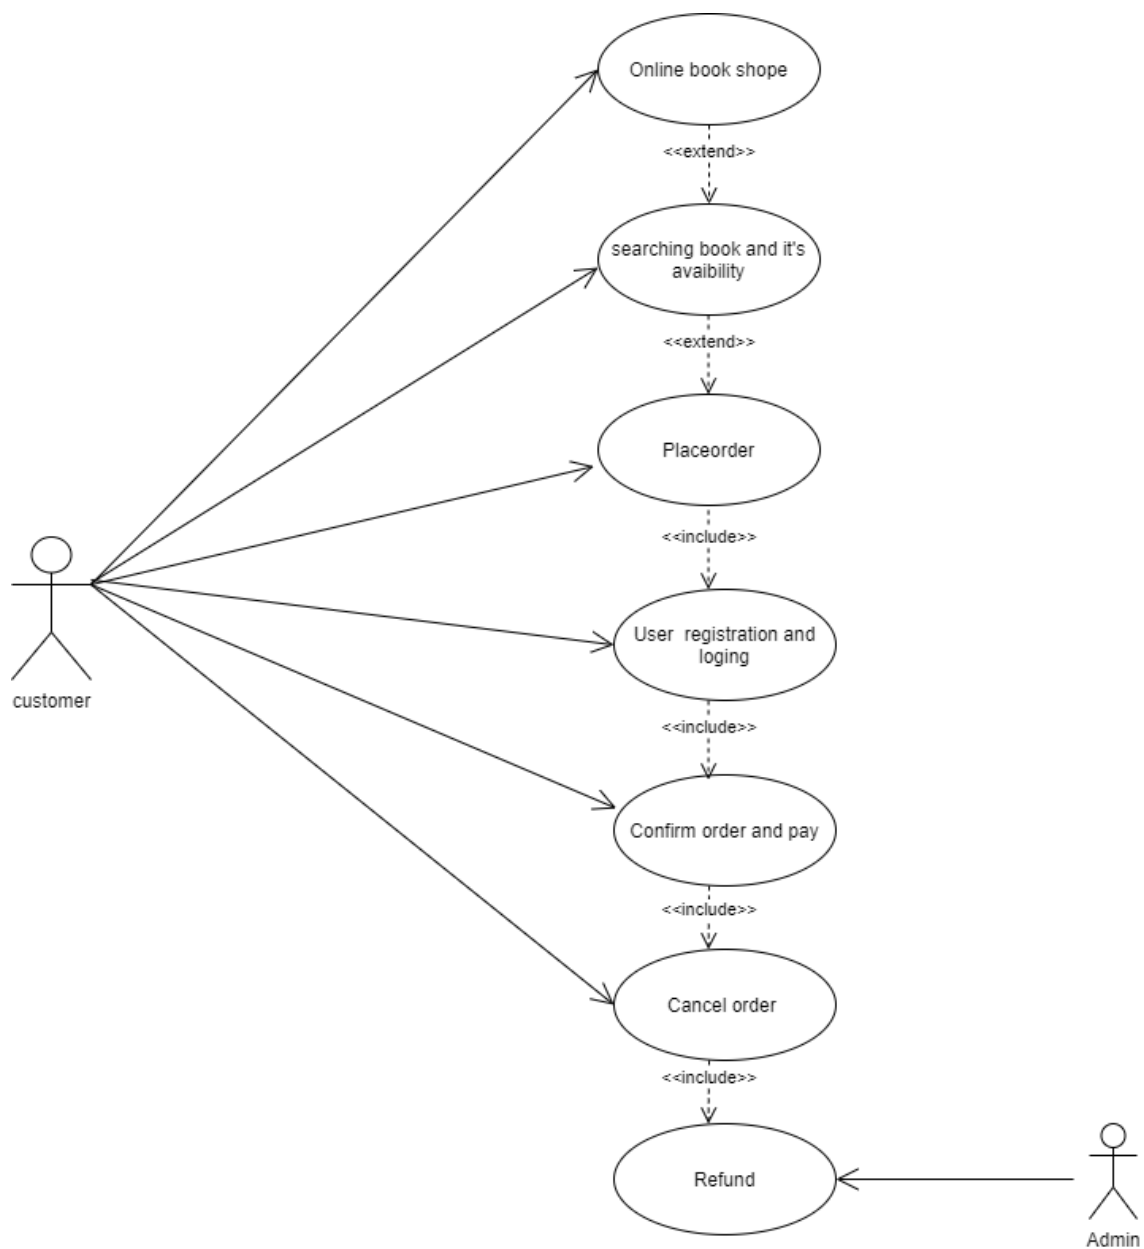 Online book shope
<<extend>>
searching book and it's
avaibility
<<extend>>
Placeorder
<<include>>
User  registration and
loging
customer
<<include>>
Confirm order and pay
<<include>>
Cancel order
<<include>>
Refund
Admin